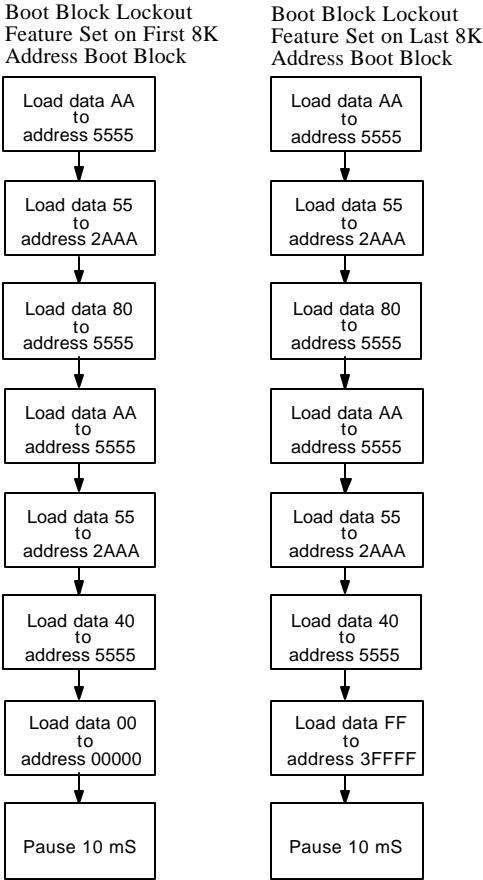 Boot Block Lockout
Feature Set on First 8K
Address Boot Block
Load data AA
to
address 5555
Load data 55
to
address 2AAA
Load data 80
to
address 5555
Load data AA
to
address 5555
Load data 55
to
address 2AAA
Load data 40
to
address 5555
Load data 00
to
address 00000
Pause 10 mS
Boot Block Lockout
Feature Set on Last 8K
Address Boot Block
Load data AA
to
address 5555
Load data 55
to
address 2AAA
Load data 80
to
address 5555
Load data AA
to
address 5555
Load data 55
to
address 2AAA
Load data 40
to
address 5555
Load data FF
to
address 3FFFF
Pause 10 mS